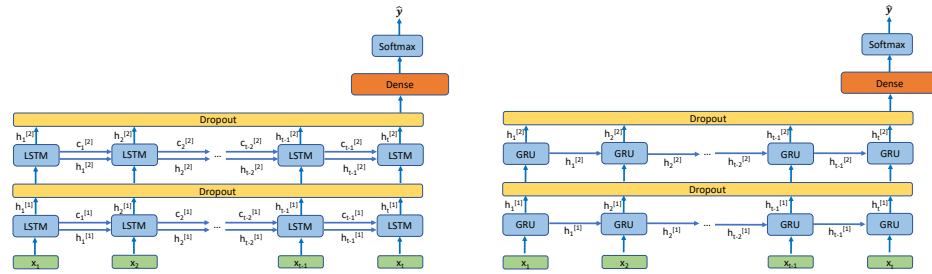 ŷ
Softmax
Dense
Dropout
h₁[2] h₂[2] hₜ₋₁[2] hₜ[2]
c₁[2] c₂[2] cₜ₋₂[2] cₜ₋₁[2]
LSTM LSTM ... LSTM LSTM
h₁[2] h₂[2] hₜ₋₂[2] hₜ₋₁[2]
Dropout
h₁[1] h₂[1] hₜ₋₁[1] hₜ[1]
c₁[1] c₂[1] cₜ₋₂[1] cₜ₋₁[1]
LSTM LSTM ... LSTM LSTM
h₁[1] h₂[1] hₜ₋₂[1] hₜ₋₁[1]
x₁ x₂ xₜ₋₁ xₜ
ŷ
Softmax
Dense
Dropout
h₁[2] h₂[2] hₜ₋₁[2] hₜ[2]
GRU GRU ... GRU GRU
h₁[2] h₂[2] hₜ₋₂[2] hₜ₋₁[2]
Dropout
h₁[1] h₂[1] hₜ₋₁[1] hₜ[1]
GRU GRU ... GRU GRU
h₁[1] h₂[1] hₜ₋₂[1] hₜ₋₁[1]
x₁ x₂ xₜ₋₁ xₜ